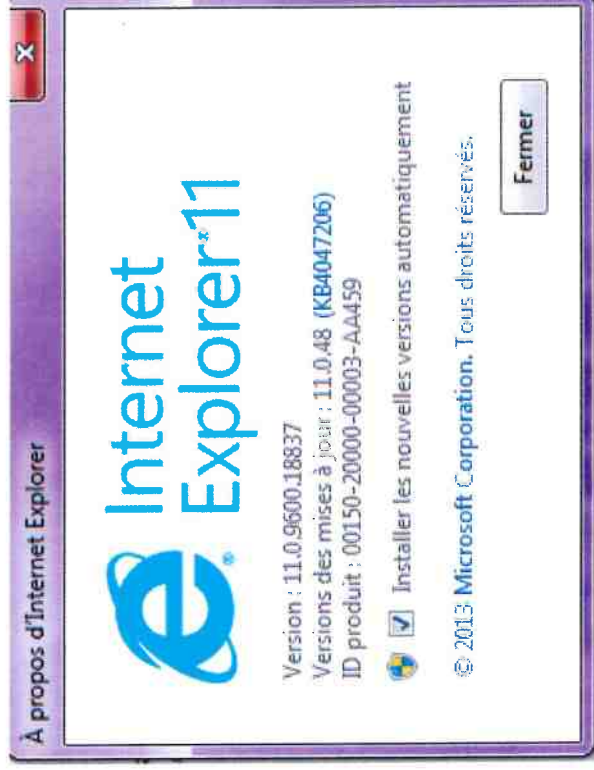 À propos d'Internet Explorer
Internet
Explorer 11
Version : 11.0.9600.18837
Versions des mises à jour : 11.0.48 (KB4047206)
ID produit : 00150-20000-00003-AA459
Installer les nouvelles versions automatiquement
© 2013 Microsoft Corporation. Tous droits réservés.
Fermer